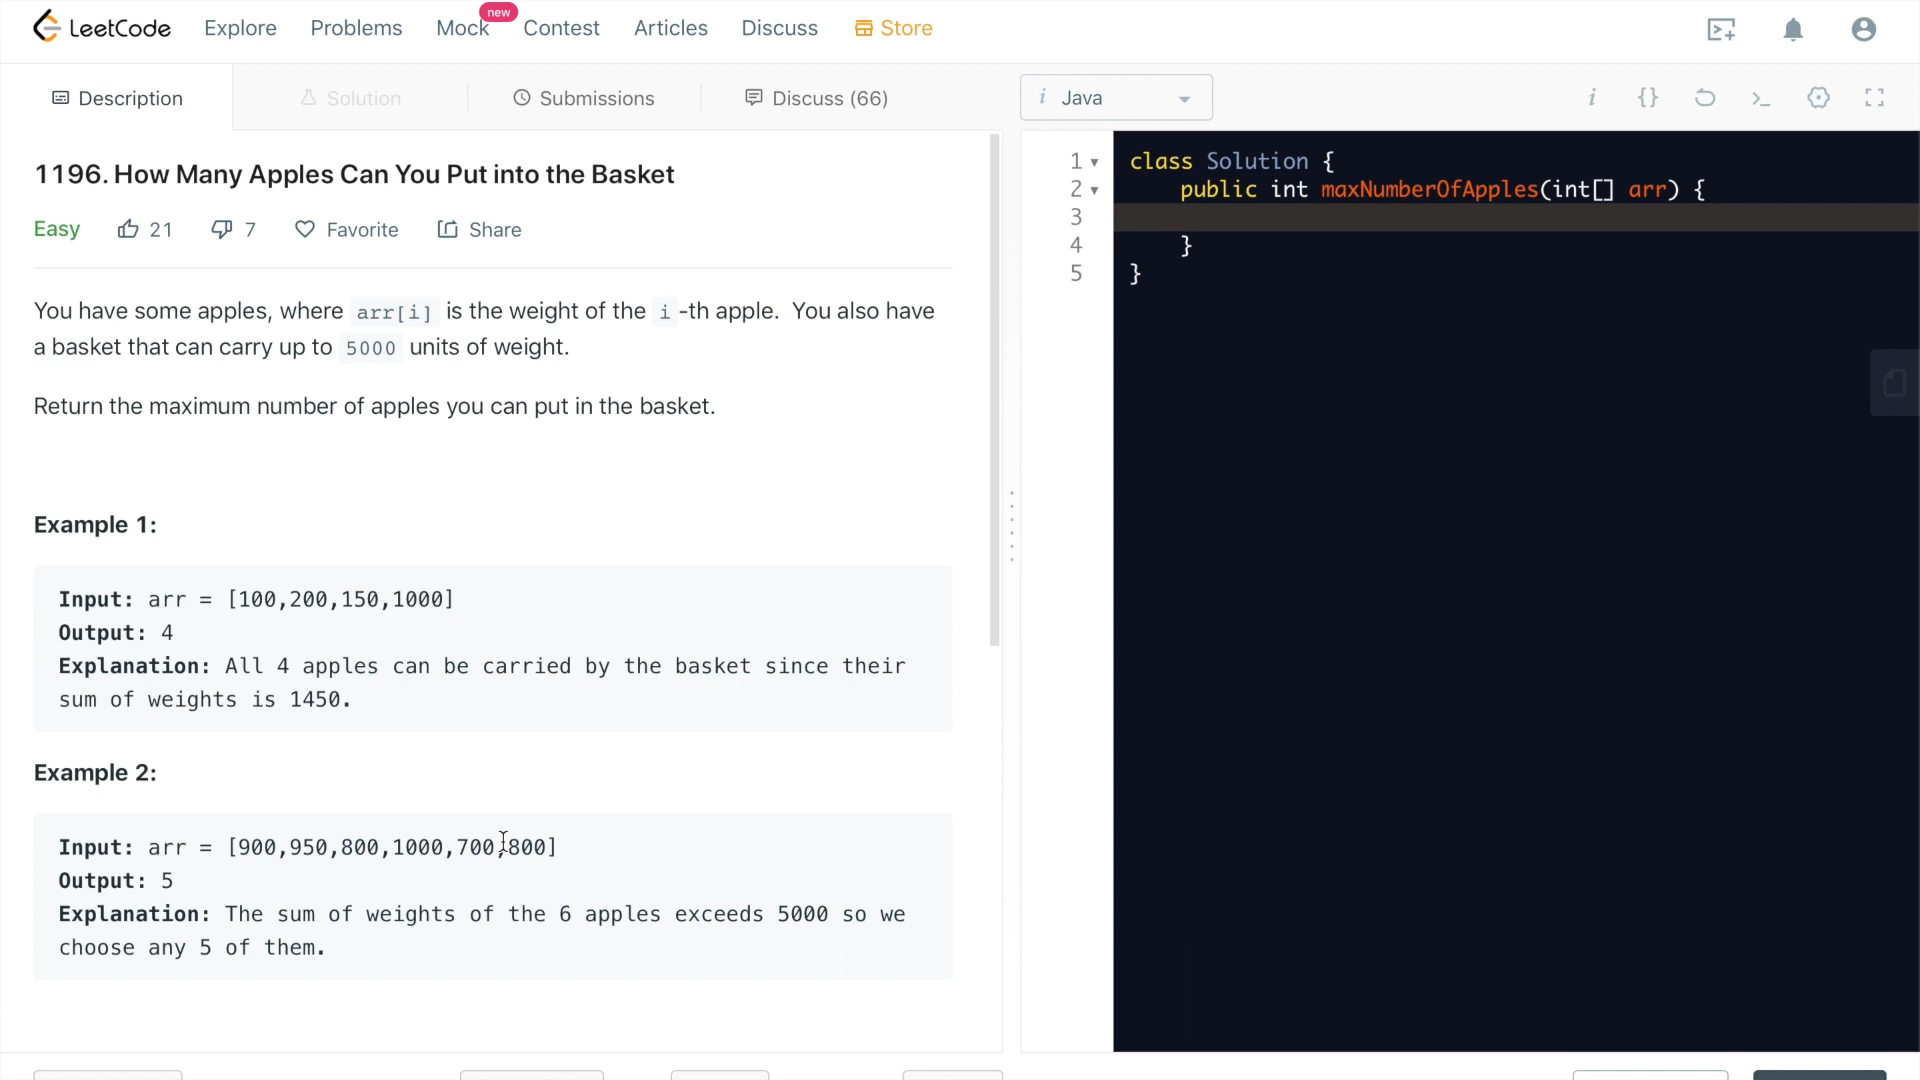 LeetCode Explore Problems Mock new Contest Articles Discuss Store
Description Solution Submissions Discuss (66)
1196. How Many Apples Can You Put into the Basket
Easy 21 7 Favorite Share
You have some apples, where arr[i] is the weight of the i -th apple. You also have
a basket that can carry up to 5000 units of weight.
Return the maximum number of apples you can put in the basket.
Example 1:
Input: arr = [100,200,150,1000]
Output: 4
Explanation: All 4 apples can be carried by the basket since their
sum of weights is 1450.
Example 2:
Input: arr = [900,950,800,1000,700,800]
Output: 5
Explanation: The sum of weights of the 6 apples exceeds 5000 so we
choose any 5 of them.
i Java i {} >_
1 class Solution {
2 public int maxNumberOfApples(int[] arr) {
3
4 }
5 }